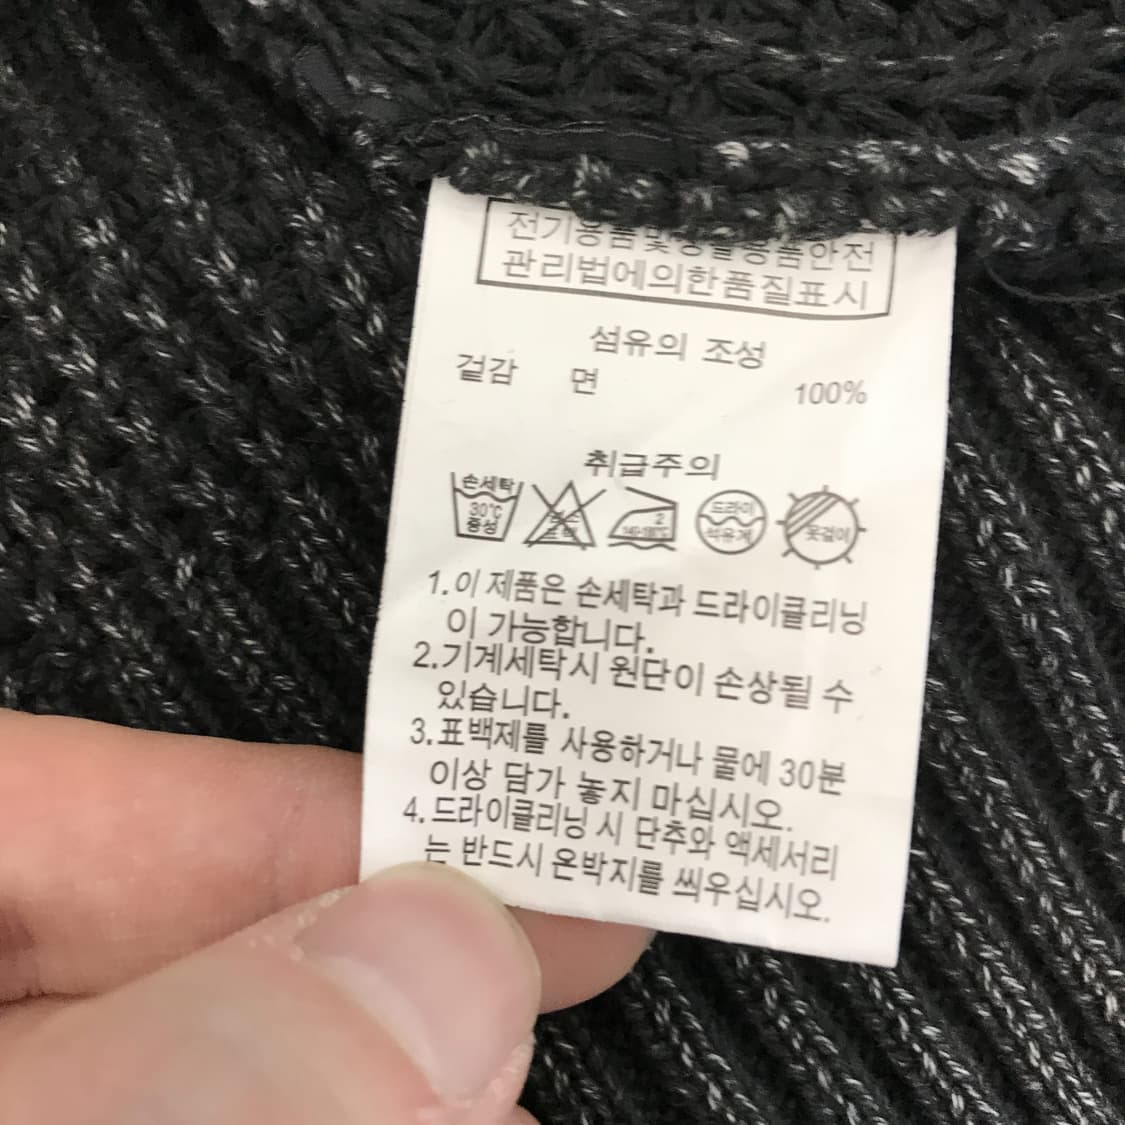 전기용품및생활용품안전
관리법에의한품질표시
섬유의 조성
겉감 면 100%
취급주의
손세탁
30℃
중성
2
드라이
석유계
옷걸이
1.이 제품은 손세탁과 드라이클리닝
이 가능합니다.
2.기계세탁시 원단이 손상될 수
있습니다.
3.표백제를 사용하거나 물에 30분
이상 담가 놓지 마십시오.
4.드라이클리닝 시 단추와 액세서리
는 반드시 온박지를 씌우십시오.